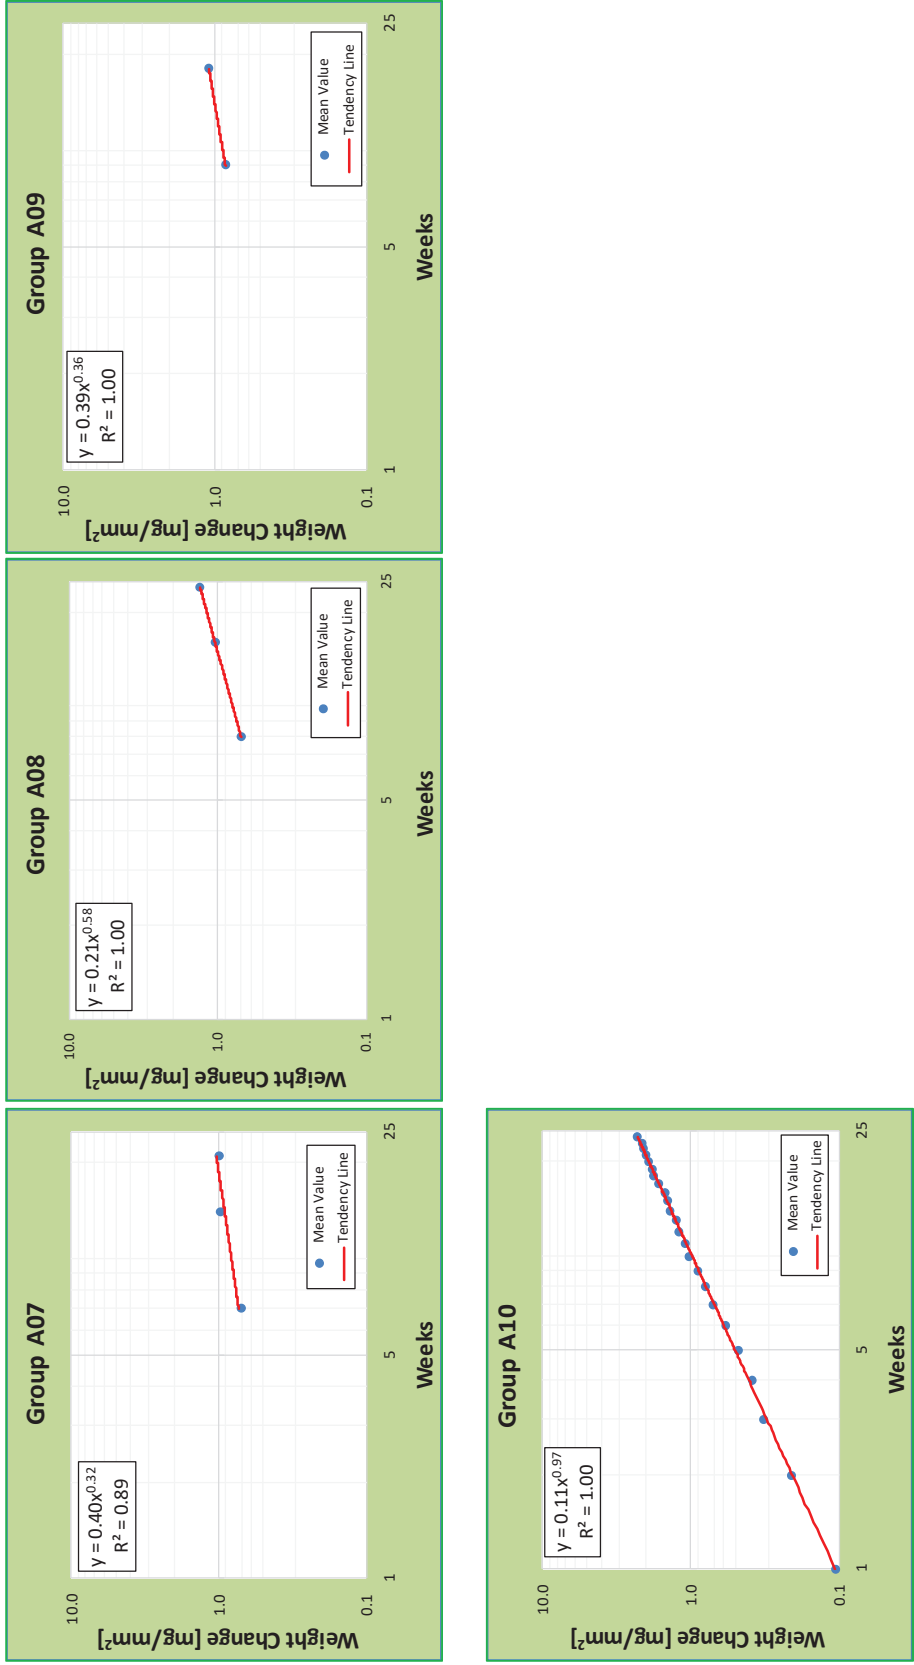 Group A07
y = 0.40x^0.32
R² = 0.89
10.0
1.0
0.1
1
5
25
Weight Change [mg/mm²]
Weeks
Mean Value
Tendency Line
Group A08
y = 0.21x^0.58
R² = 1.00
10.0
1.0
0.1
1
5
25
Weight Change [mg/mm²]
Weeks
Mean Value
Tendency Line
Group A09
y = 0.39x^0.36
R² = 1.00
10.0
1.0
0.1
1
5
25
Weight Change [mg/mm²]
Weeks
Mean Value
Tendency Line
Group A10
y = 0.11x^0.97
R² = 1.00
10.0
1.0
0.1
1
5
25
Weight Change [mg/mm²]
Weeks
Mean Value
Tendency Line